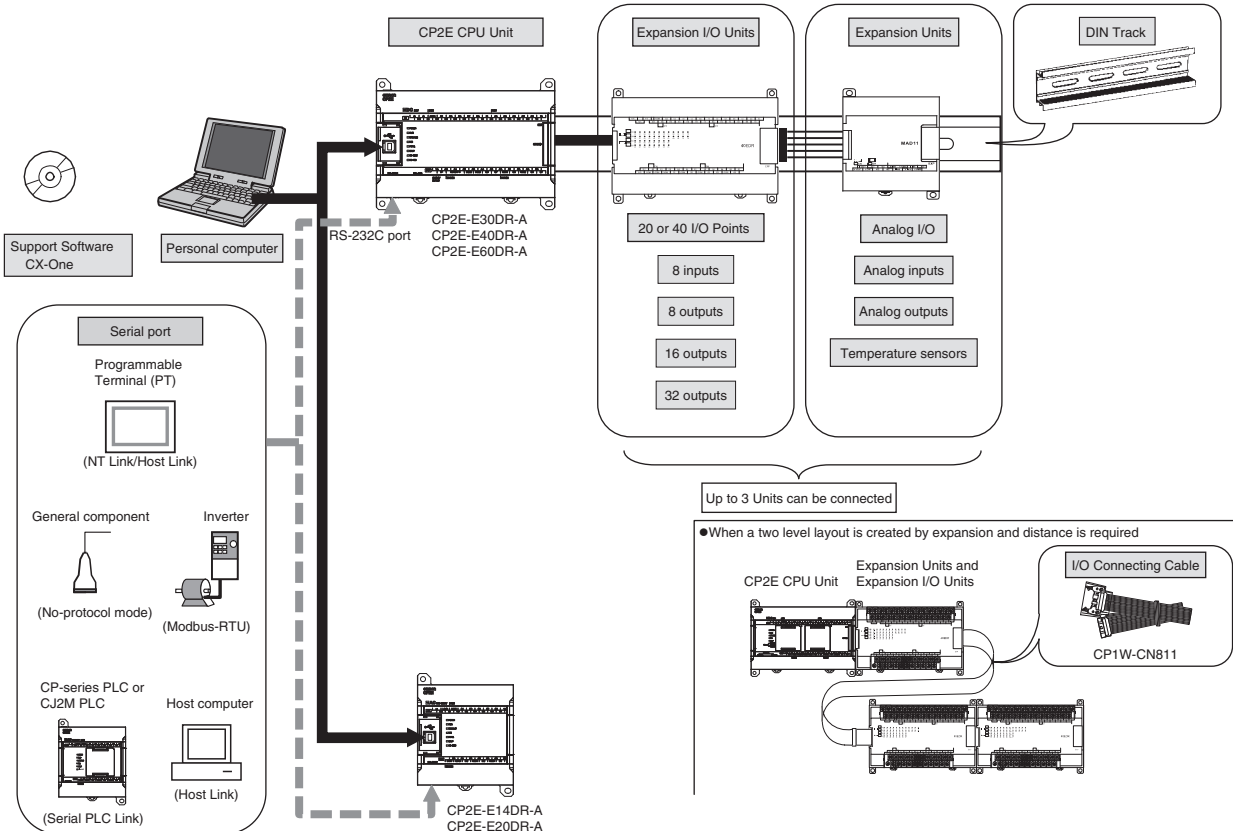 CP2E CPU Unit
Expansion I/O Units
Expansion Units
DIN Track
MAD11
Support Software
CX-One
Personal computer
RS-232C port
CP2E-E30DR-A
CP2E-E40DR-A
CP2E-E60DR-A
20 or 40 I/O Points
8 inputs
8 outputs
16 outputs
32 outputs
Analog I/O
Analog inputs
Analog outputs
Temperature sensors
Serial port
Programmable
Terminal (PT)
(NT Link/Host Link)
General component
(No-protocol mode)
Inverter
(Modbus-RTU)
CP-series PLC or
CJ2M PLC
(Serial PLC Link)
Host computer
(Host Link)
CP2E-E14DR-A
CP2E-E20DR-A
Up to 3 Units can be connected
●When a two level layout is created by expansion and distance is required
CP2E CPU Unit
Expansion Units and
Expansion I/O Units
I/O Connecting Cable
CP1W-CN811